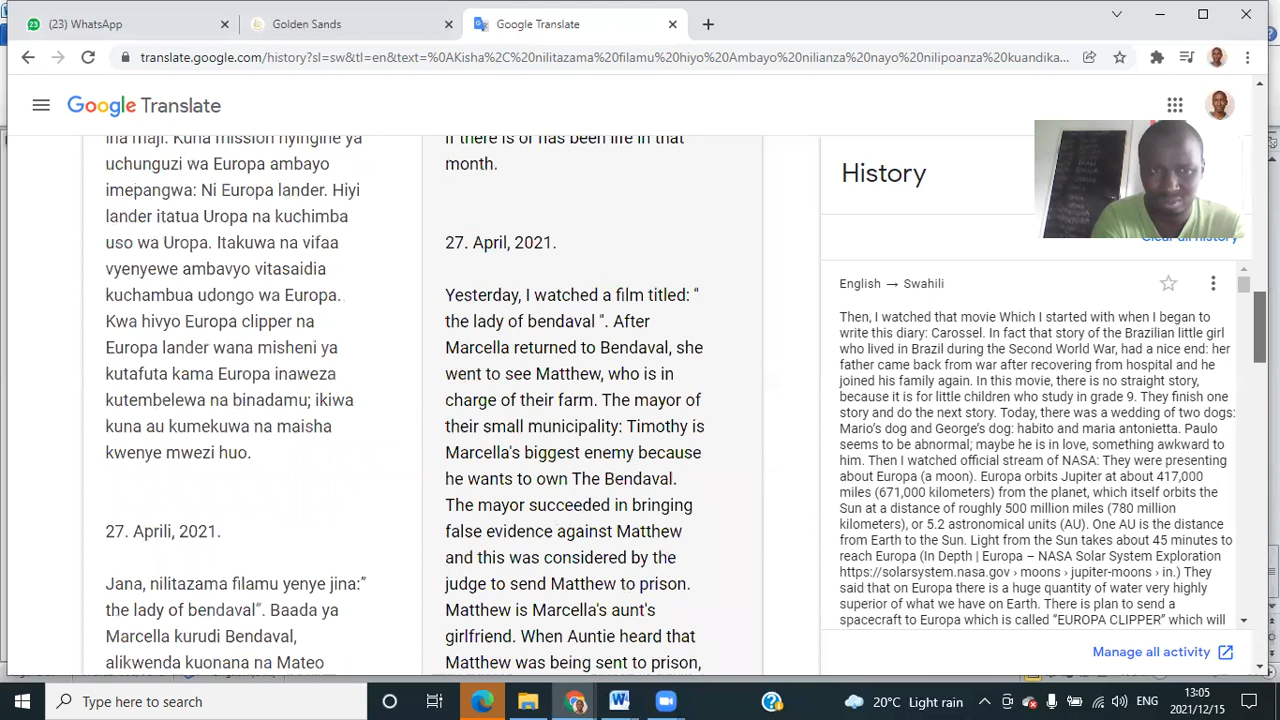 (23) WhatsApp
Golden Sands
Google Translate
translate.google.com/history?sl=sw&tl=en&text=%0AKisha%2C%20nilitazama%20filamu%20hiyo%20Ambayo%20nilianza%20nayo%20nilipoanza%20kuandika...
Google Translate
ina maji. Kuna mission nyingine ya
uchunguzi wa Europa ambayo
imepangwa: Ni Europa lander. Hiyi
lander itatua Uropa na kuchimba
uso wa Uropa. Itakuwa na vifaa
vyenyewe ambavyo vitasaidia
kuchambua udongo wa Europa.
Kwa hivyo Europa clipper na
Europa lander wana misheni ya
kutafuta kama Europa inaweza
kutembelewa na binadamu; ikiwa
kuna au kumekuwa na maisha
kwenye mwezi huo.
27. Aprili, 2021.
Jana, nilitazama filamu yenye jina:”
the lady of bendaval”. Baada ya
Marcella kurudi Bendaval,
alikwenda kuonana na Mateo
if there is or has been life in that
month.
27. April, 2021.
Yesterday, I watched a film titled: "
the lady of bendaval ". After
Marcella returned to Bendaval, she
went to see Matthew, who is in
charge of their farm. The mayor of
their small municipality: Timothy is
Marcella's biggest enemy because
he wants to own The Bendaval.
The mayor succeeded in bringing
false evidence against Matthew
and this was considered by the
judge to send Matthew to prison.
Matthew is Marcella's aunt's
girlfriend. When Auntie heard that
Matthew was being sent to prison,
History
Clear all history
English → Swahili
Then, I watched that movie Which I started with when I began to
write this diary: Carossel. In fact that story of the Brazilian little girl
who lived in Brazil during the Second World War, had a nice end: her
father came back from war after recovering from hospital and he
joined his family again. In this movie, there is no straight story,
because it is for little children who study in grade 9. They finish one
story and do the next story. Today, there was a wedding of two dogs:
Mario’s dog and George’s dog: habito and maria antonietta. Paulo
seems to be abnormal; maybe he is in love, something awkward to
him. Then I watched official stream of NASA: They were presenting
about Europa (a moon). Europa orbits Jupiter at about 417,000
miles (671,000 kilometers) from the planet, which itself orbits the
Sun at a distance of roughly 500 million miles (780 million
kilometers), or 5.2 astronomical units (AU). One AU is the distance
from Earth to the Sun. Light from the Sun takes about 45 minutes to
reach Europa (In Depth | Europa – NASA Solar System Exploration
https://solarsystem.nasa.gov › moons › jupiter-moons › in.) They
said that on Europa there is a huge quantity of water very highly
superior of what we have on Earth. There is plan to send a
spacecraft to Europa which is called “EUROPA CLIPPER” which will
Manage all activity
Type here to search
20°C Light rain
ENG
13:05
2021/12/15